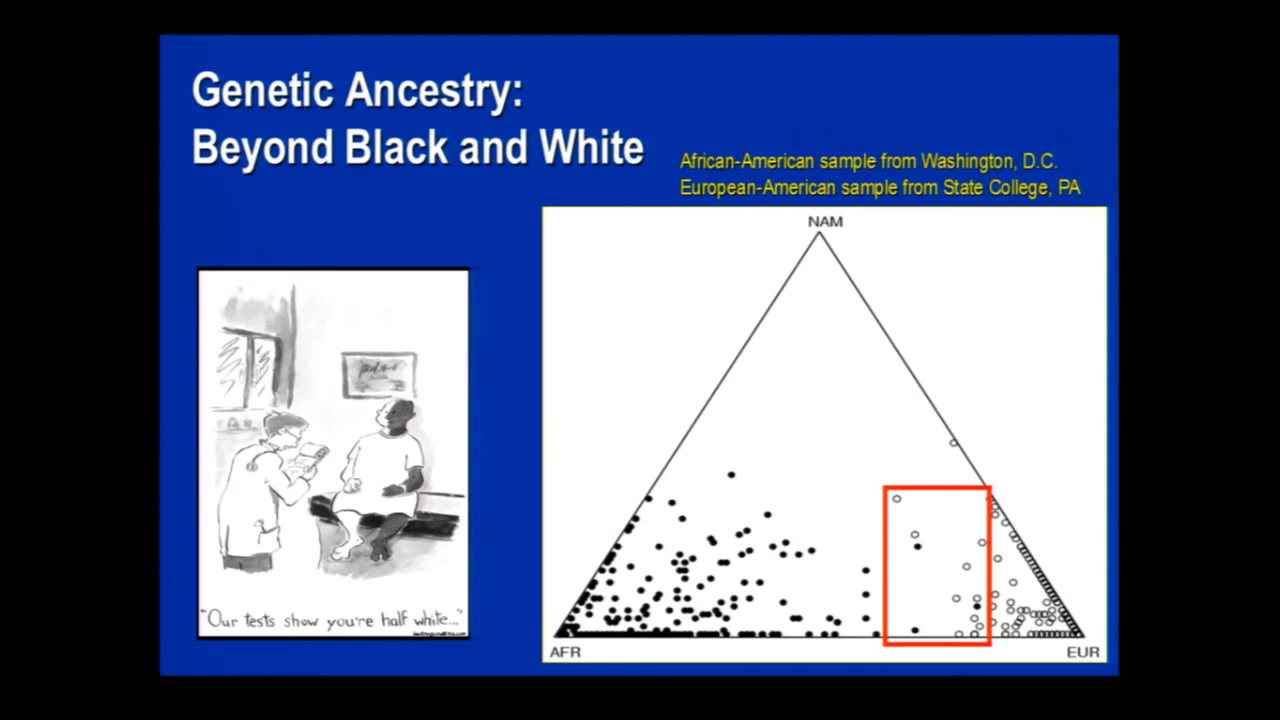 Genetic Ancestry:
Beyond Black and White
African-American sample from Washington, D.C.
European-American sample from State College, PA
NAM
AFR
EUR
"Our tests show you're half white..."